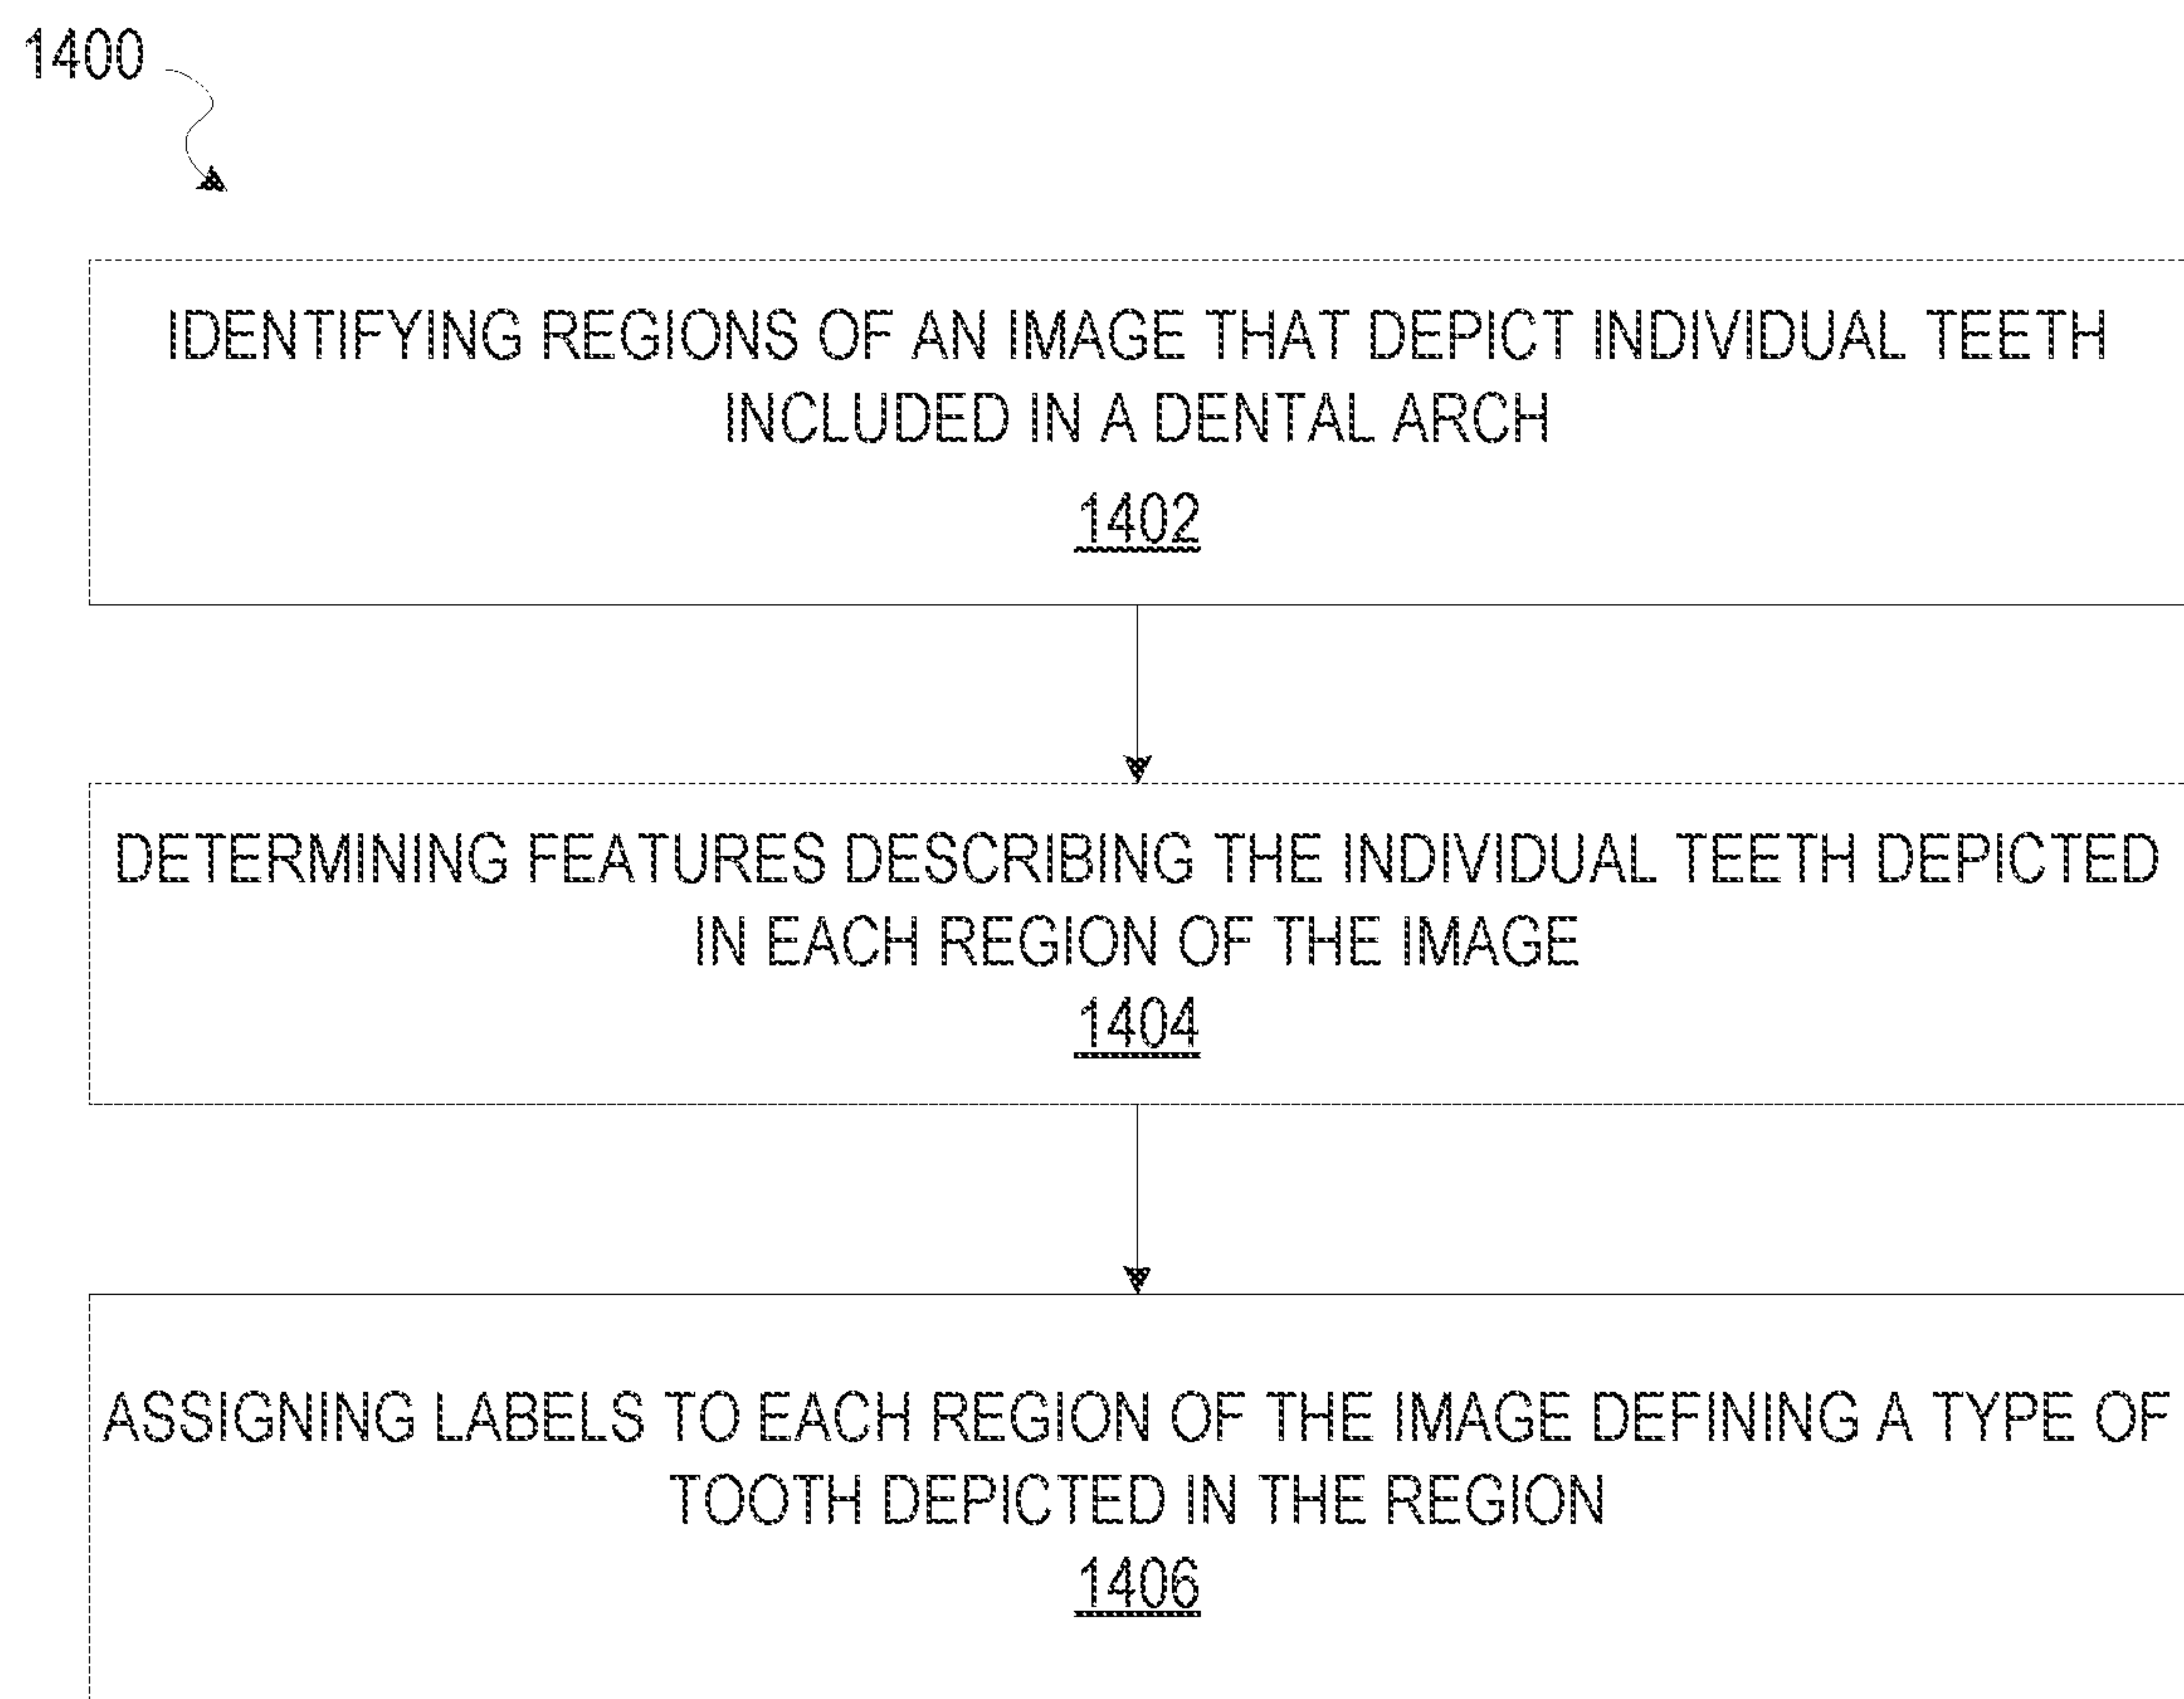 1400
IDENTIFYING REGIONS OF AN IMAGE THAT DEPICT INDIVIDUAL TEETH
INCLUDED IN A DENTAL ARCH
1402
DETERMINING FEATURES DESCRIBING THE INDIVIDUAL TEETH DEPICTED
IN EACH REGION OF THE IMAGE
1404
ASSIGNING LABELS TO EACH REGION OF THE IMAGE DEFINING A TYPE OF
TOOTH DEPICTED IN THE REGION
1406